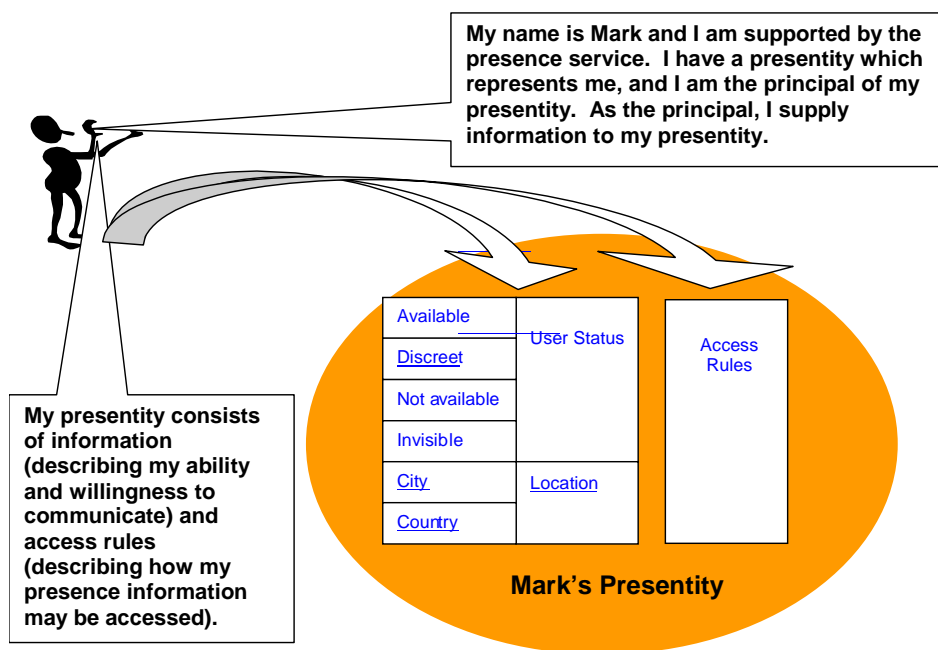 My name is Mark and I am supported by the
presence service.  I have a presentity which
represents me, and I am the principal of my
presentity.  As the principal, I supply
information to my presentity.
Available
User Status
Discreet
Access
Rules
Not available
Invisible
City
Location
Country
My presentity consists
of information
(describing my ability
and willingness to
communicate) and
access rules
(describing how my
presence information
may be accessed).
Mark's Presentity